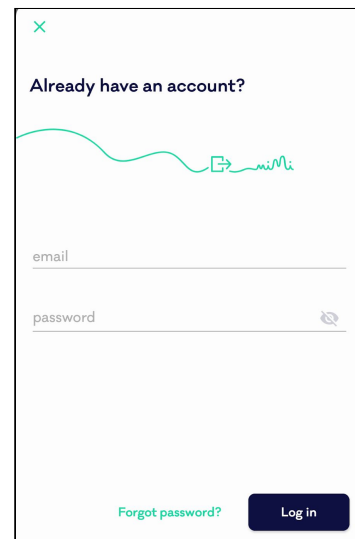 Already have an account?
miMi
email
password
Forgot password?
Log in